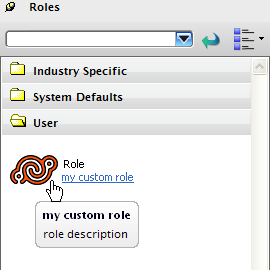 Roles
Industry Specific
System Defaults
User
Role
my custom role
my custom role
role description